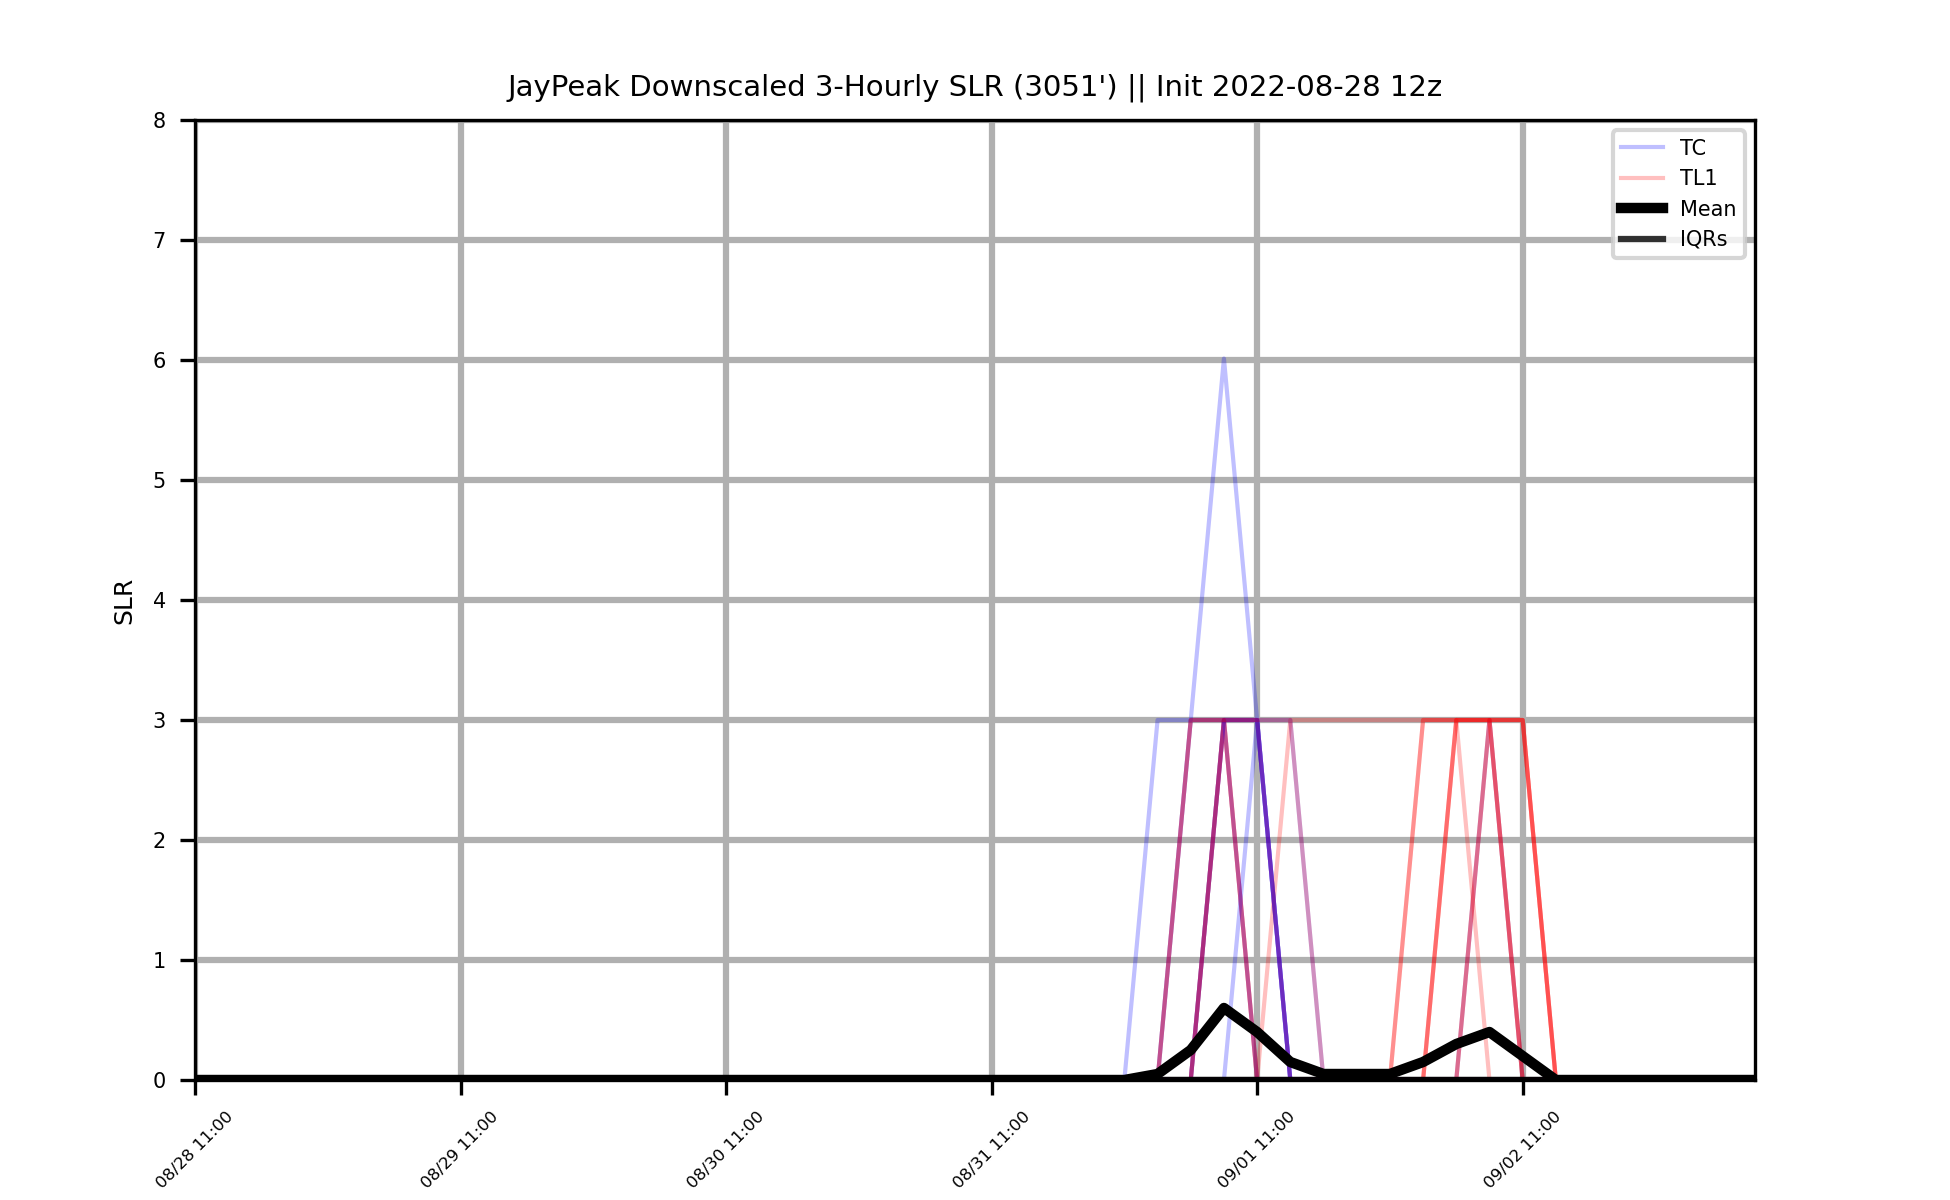 JayPeak Downscaled 3-Hourly SLR (3051') || Init 2022-08-28 12z
TC
TL1
Mean
IQRs
SLR
8
7
6
5
4
3
2
1
0
08/28 11:00
08/29 11:00
08/30 11:00
08/31 11:00
09/01 11:00
09/02 11:00